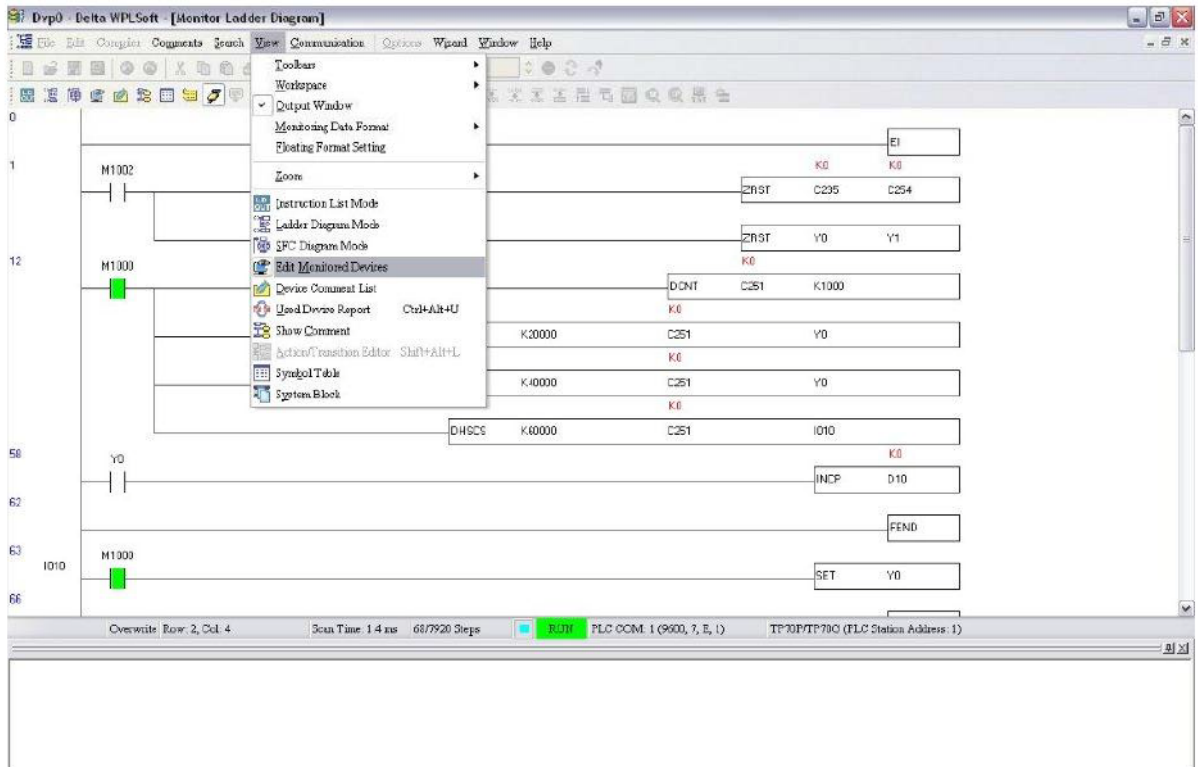 Dvp0 - Delta WPLSoft - [Monitor Ladder Diagram]
File Edit Compiler Comments Search View Communication Options Wizard Window Help
Toolbars
Workspace
Output Window
Monitoring Data Format
Floating Format Setting
Zoom
Instruction List Mode
Ladder Diagram Mode
SFC Diagram Mode
Edit Monitored Devices
Device Comment List
Used Device Report Ctrl+Alt+U
Show Comment
Action/Transition Editor Shift+Alt+L
Symbol Table
System Block
0
EI
1 M1002 K0 K0
ZRST C235 C254
ZRST Y0 Y1
12 M1000 K0
DCNT C251 K1000
K0
K20000 C251 Y0
K0
K40000 C251 Y0
K0
DHSCS K60000 C251 I010
58 Y0 K0
INCP D10
62
FEND
63 M1000
I010
SET Y0
66
Overwrite Row: 2, Col: 4 Scan Time: 1.4 ms 68/7920 Steps RUN PLC COM: 1 (9600, 7, E, 1) TP70P/TP78Q (PLC Station Address: 1)